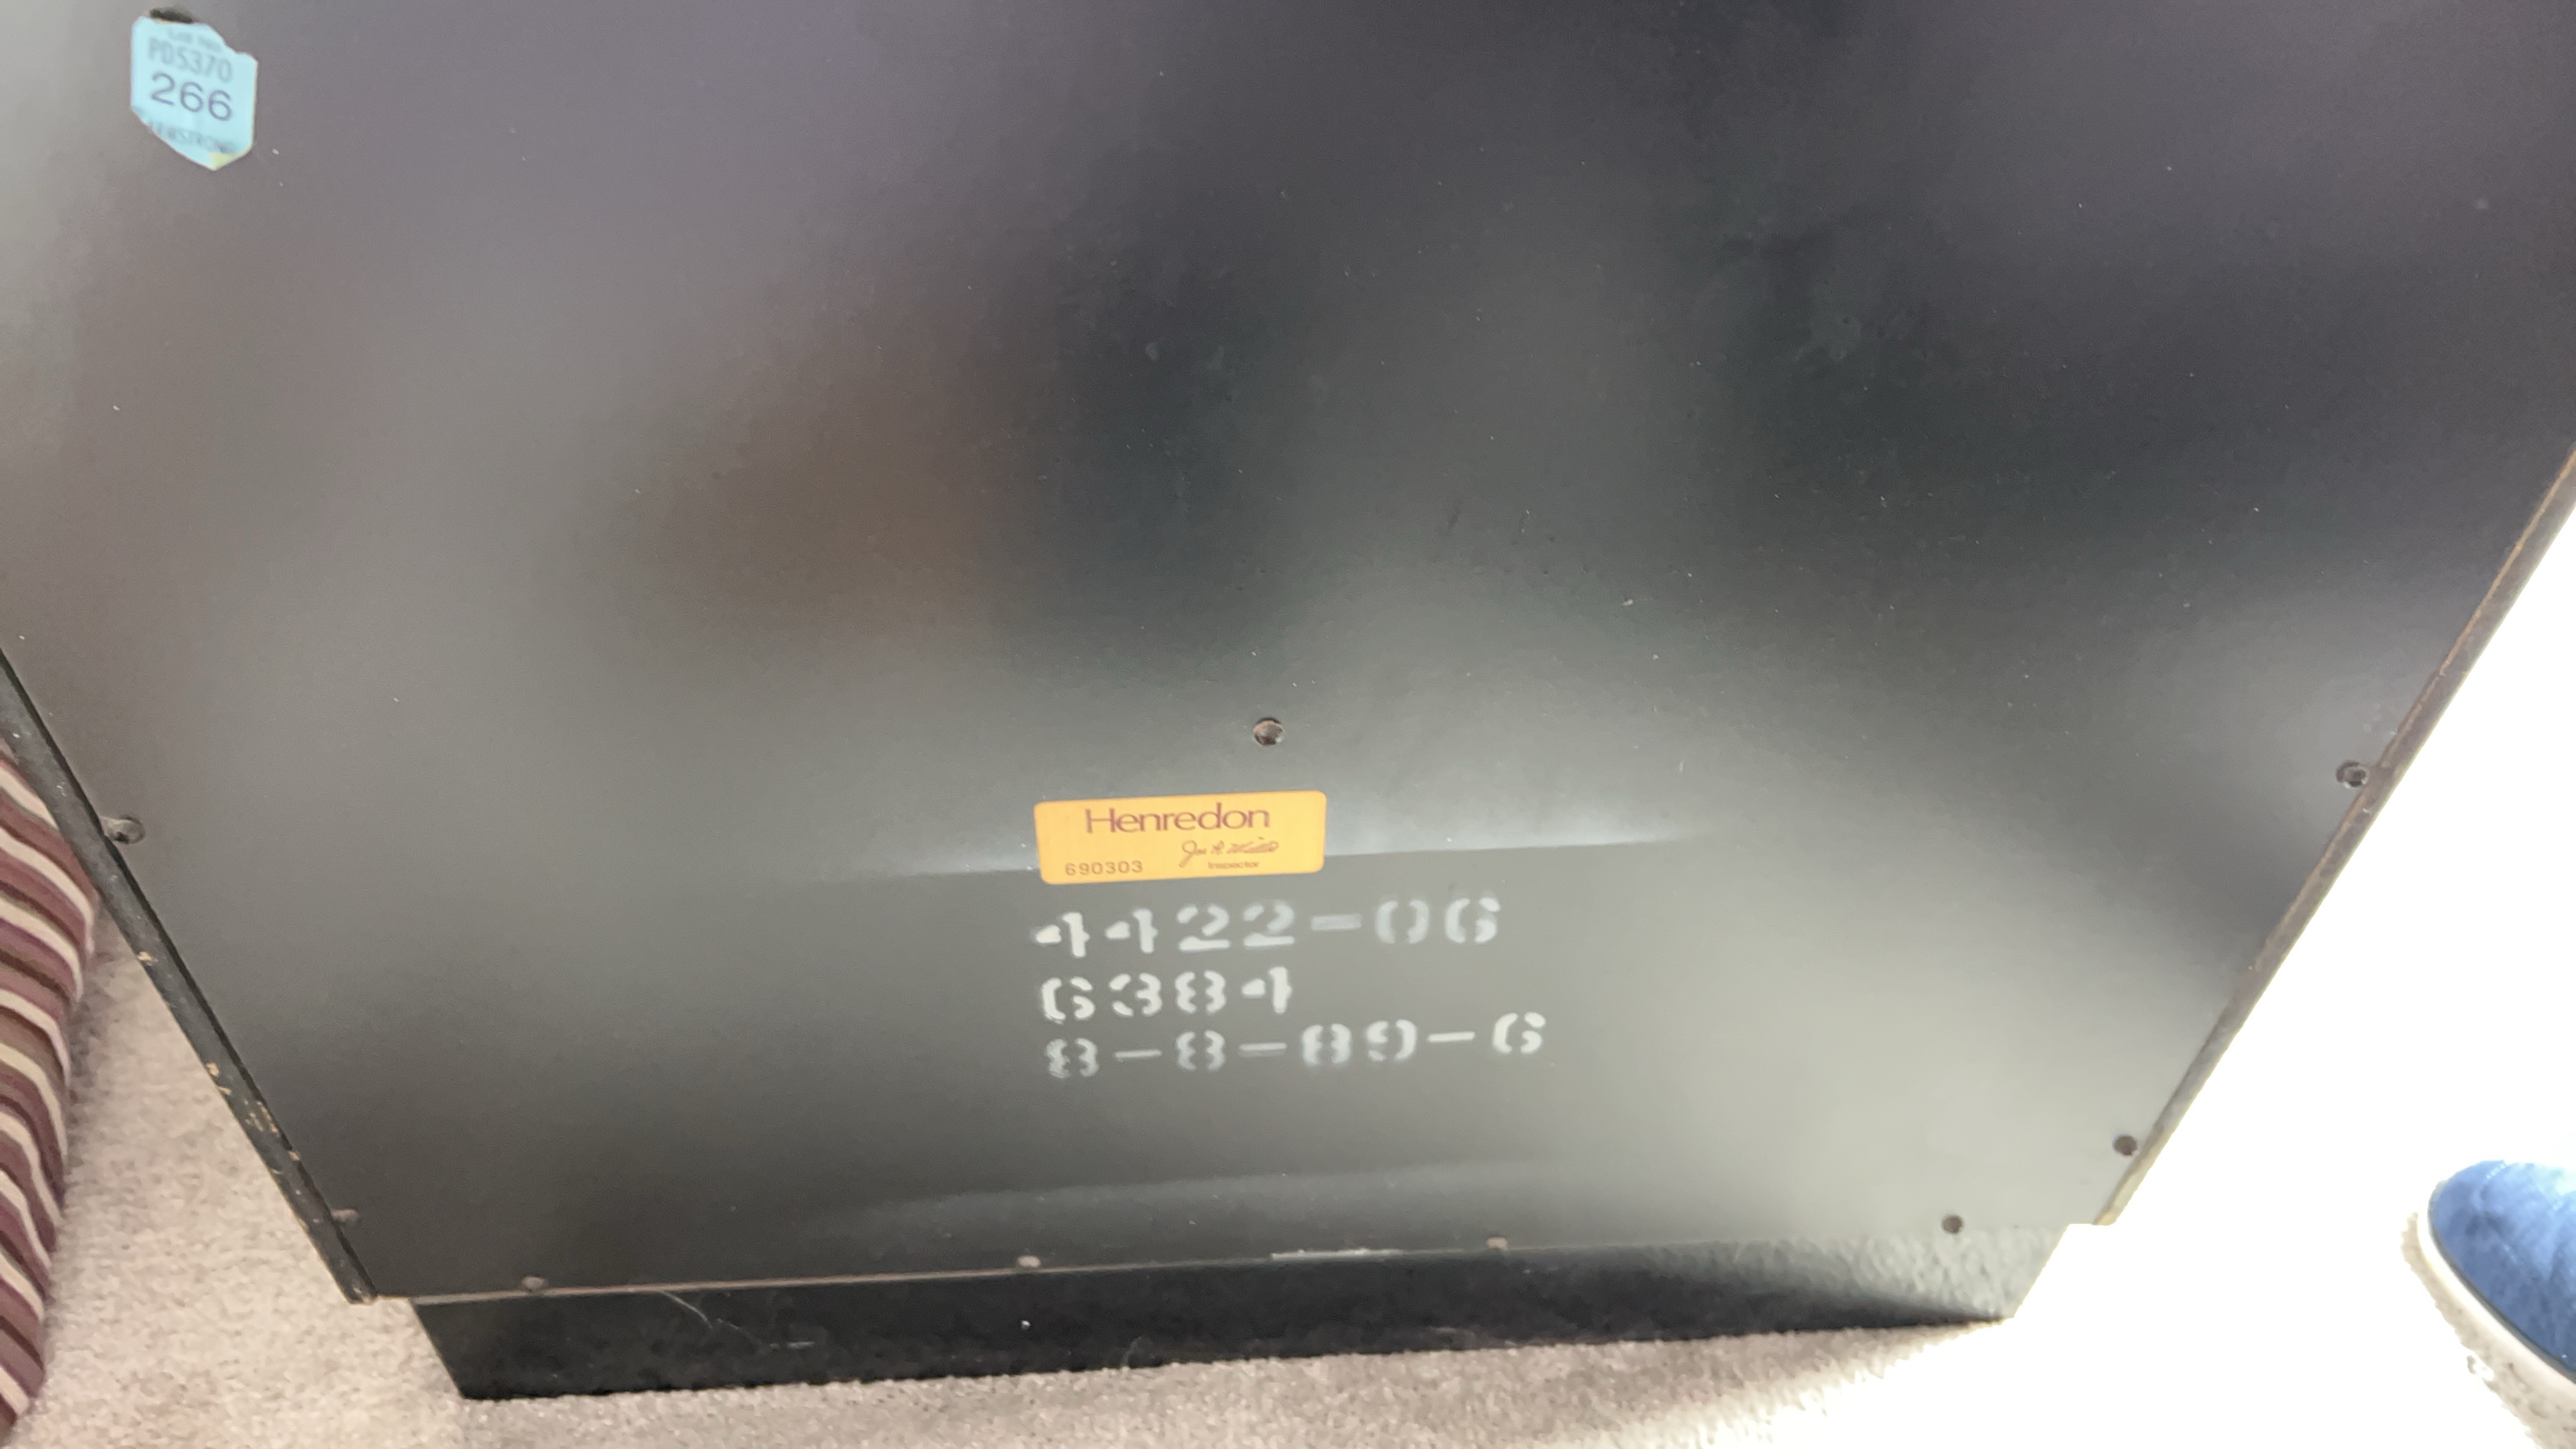 PD5370
266
Henredon
690303
Inspector
4422-06
6384
8-8-89-6